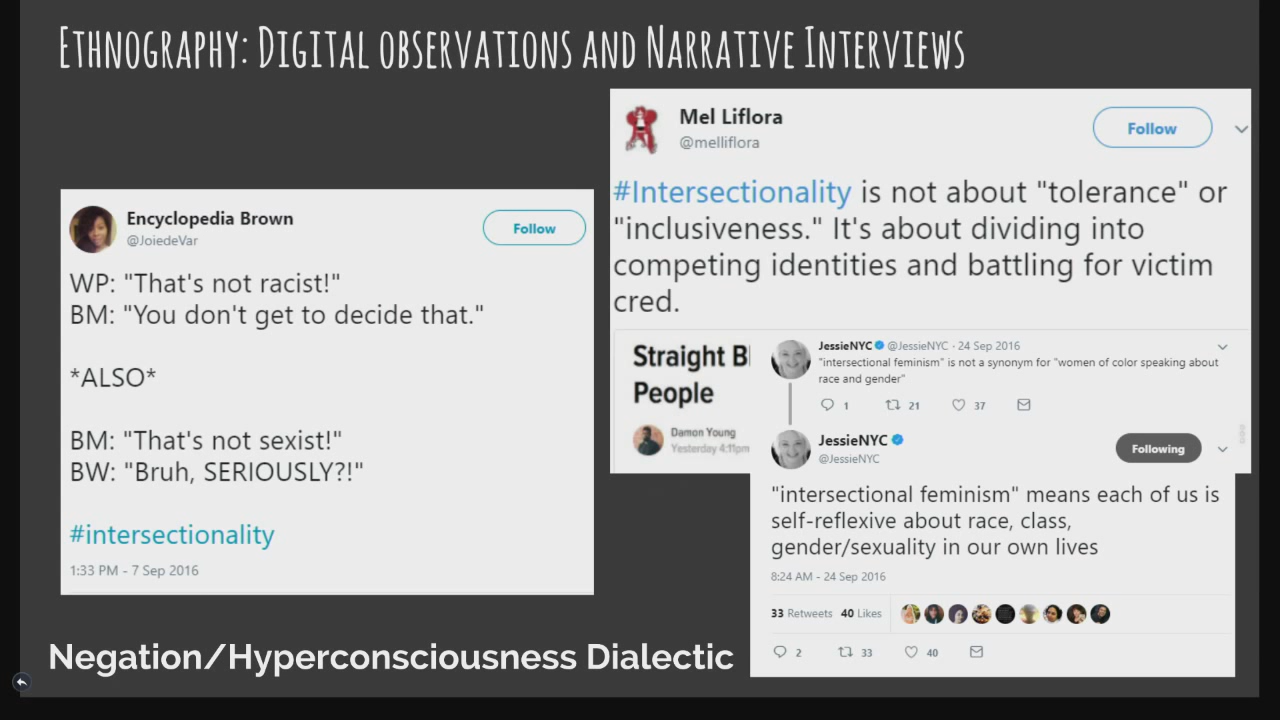 Ethnography: Digital observations and Narrative Interviews
Encyclopedia Brown
@JoiedeVar
Follow
WP: "That's not racist!"
BM: "You don't get to decide that."
*ALSO*
BM: "That's not sexist!"
BW: "Bruh, SERIOUSLY?!"
#intersectionality
1:33 PM - 7 Sep 2016
Mel Liflora
@melliflora
Follow
#Intersectionality is not about "tolerance" or
"inclusiveness." It's about dividing into
competing identities and battling for victim
cred.
Straight B
People
Damon Young
Yesterday 4:11pm
JessieNYC @JessieNYC · 24 Sep 2016
"intersectional feminism" is not a synonym for "women of color speaking about
race and gender"
1 21 37
JessieNYC
@JessieNYC
Following
"intersectional feminism" means each of us is
self-reflexive about race, class,
gender/sexuality in our own lives
8:24 AM - 24 Sep 2016
33 Retweets 40 Likes
2 33 40
Negation/Hyperconsciousness Dialectic